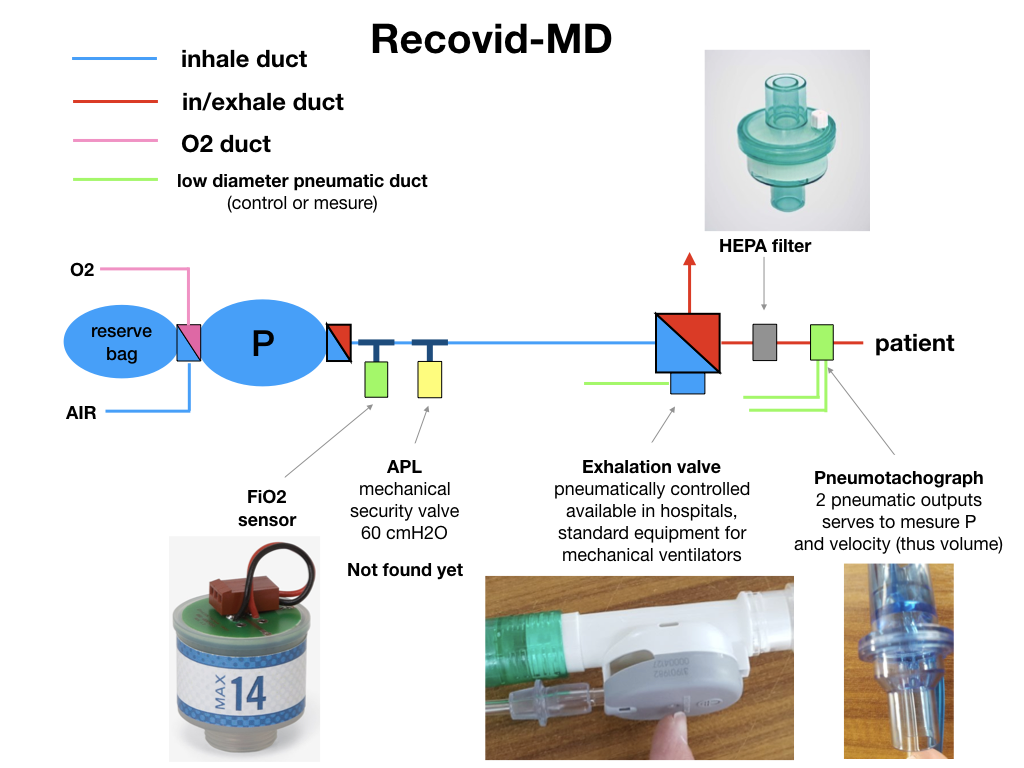 Recovid-MD
inhale duct
in/exhale duct
O2 duct
low diameter pneumatic duct
(control or mesure)
HEPA filter
O2
reserve
bag
P
AIR
patient
FiO2
sensor
APL
mechanical
security valve
60 cmH2O
Not found yet
Exhalation valve
pneumatically controlled
available in hospitals,
standard equipment for
mechanical ventilators
Pneumotachograph
2 pneumatic outputs
serves to mesure P
and velocity (thus volume)
MAX
14